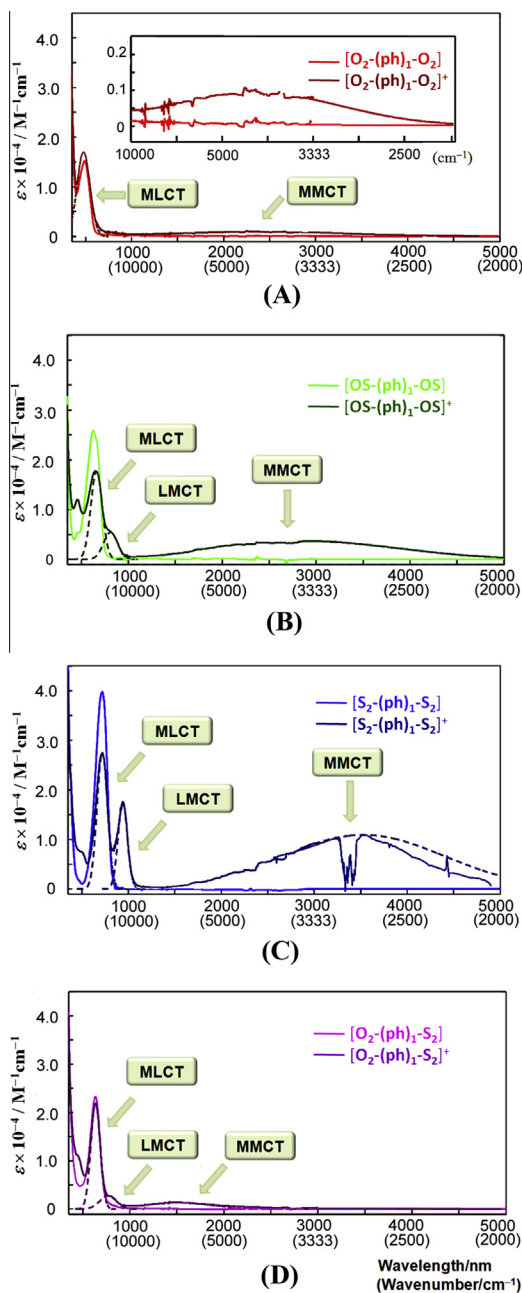 [O₂-(ph)₁-O₂]
[O₂-(ph)₁-O₂]⁺
4.0
3.0
2.0
1.0
0
0.2
0.1
0
10000 5000 3333 2500 (cm⁻¹)
MLCT
MMCT
ε × 10⁻⁴ / M⁻¹cm⁻¹
1000 2000 3000 4000 5000
(10000) (5000) (3333) (2500) (2000)
(A)
[OS-(ph)₁-OS]
[OS-(ph)₁-OS]⁺
4.0
3.0
2.0
1.0
0
MLCT
LMCT
MMCT
ε × 10⁻⁴ / M⁻¹cm⁻¹
1000 2000 3000 4000 5000
(10000) (5000) (3333) (2500) (2000)
(B)
[S₂-(ph)₁-S₂]
[S₂-(ph)₁-S₂]⁺
4.0
3.0
2.0
1.0
0
MLCT
LMCT
MMCT
ε × 10⁻⁴ / M⁻¹cm⁻¹
1000 2000 3000 4000 5000
(10000) (5000) (3333) (2500) (2000)
(C)
[O₂-(ph)₁-S₂]
[O₂-(ph)₁-S₂]⁺
4.0
3.0
2.0
1.0
0
MLCT
LMCT
MMCT
ε × 10⁻⁴ / M⁻¹cm⁻¹
1000 2000 3000 4000 5000
(10000) (5000) (3333) (2500) (2000)
(D)
Wavelength/nm
(Wavenumber/cm⁻¹)